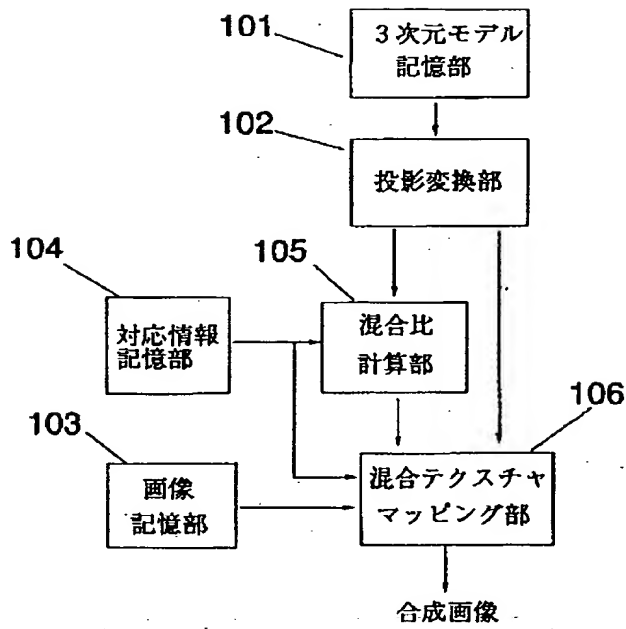 101
3次元モデル
記憶部
102
投影変換部
104
105
対応情報
記憶部
混合比
計算部
103
106
画像
記憶部
混合テクスチャ
マッピング部
合成画像